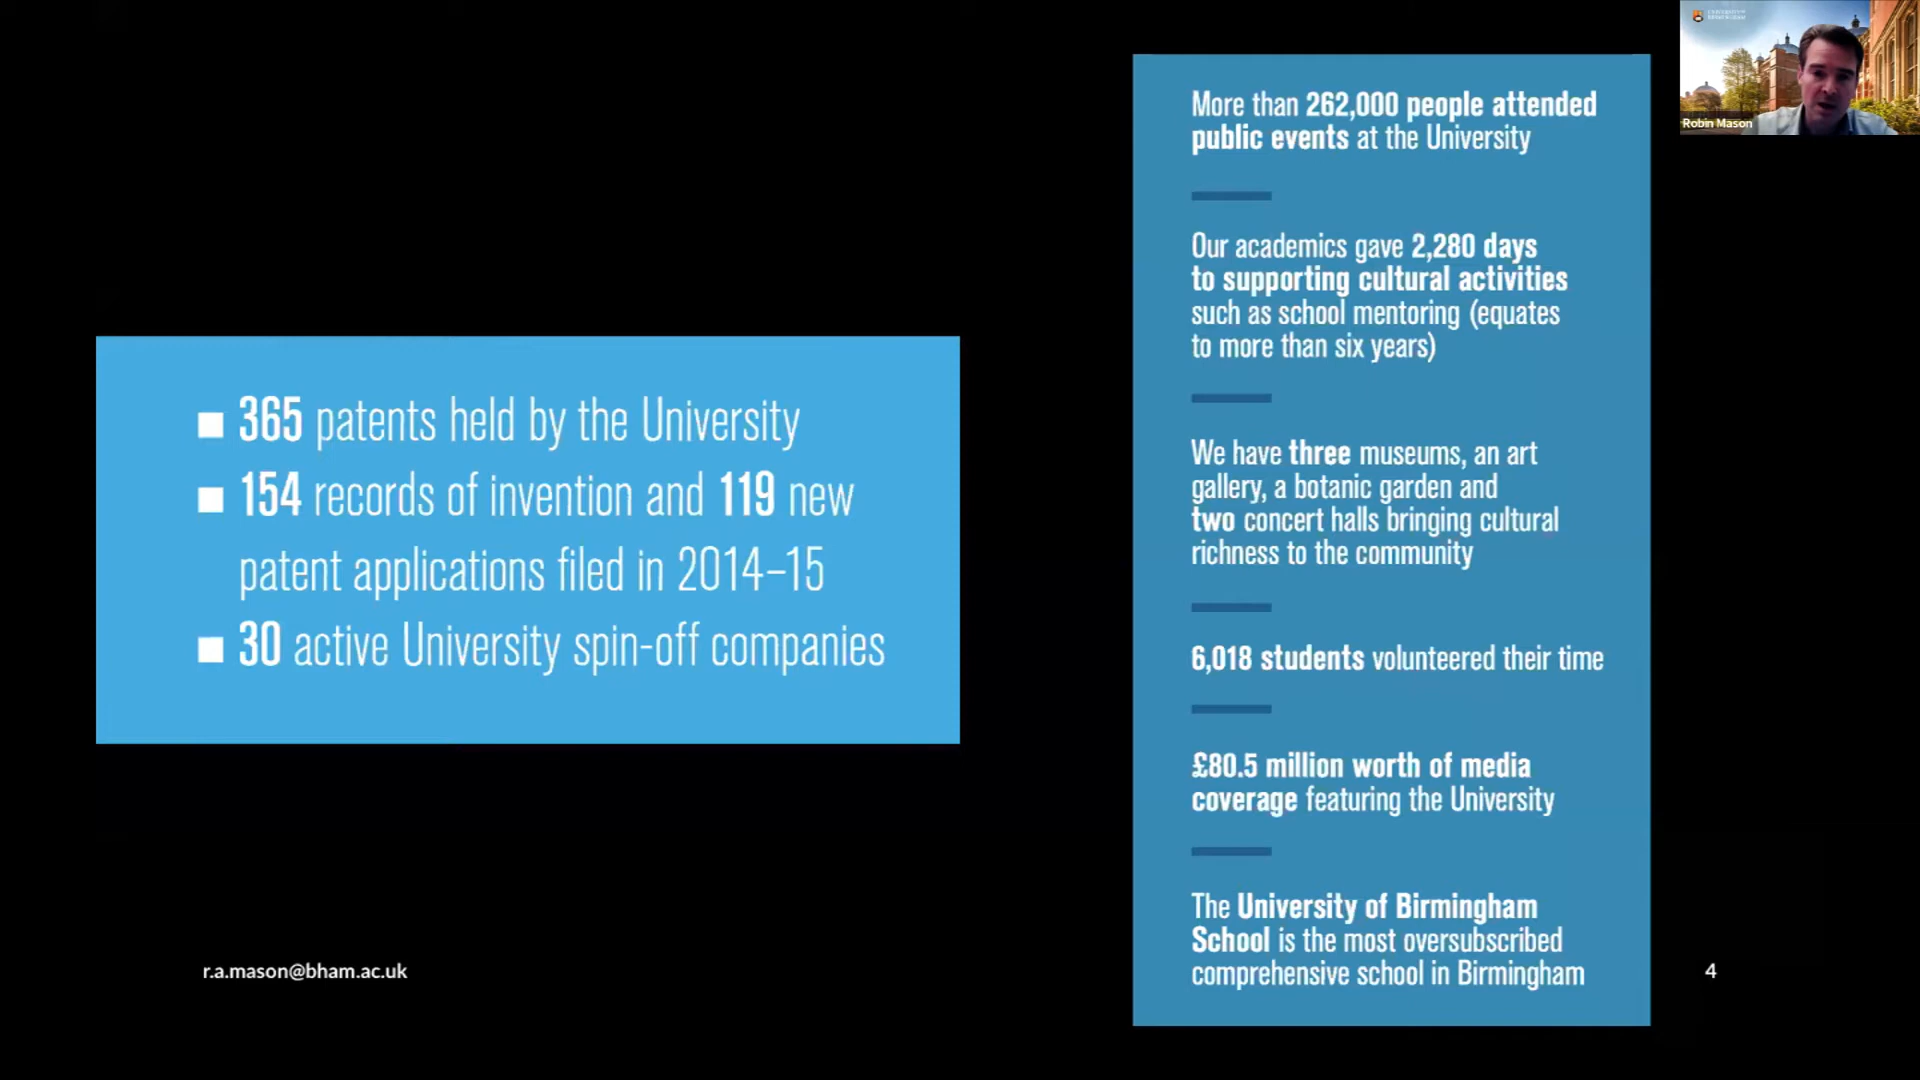 365 patents held by the University
154 records of invention and 119 new
patent applications filed in 2014–15
30 active University spin-off companies
r.a.mason@bham.ac.uk
More than 262,000 people attended
public events at the University
Our academics gave 2,280 days
to supporting cultural activities
such as school mentoring (equates
to more than six years)
We have three museums, an art
gallery, a botanic garden and
two concert halls bringing cultural
richness to the community
6,018 students volunteered their time
£80.5 million worth of media
coverage featuring the University
The University of Birmingham
School is the most oversubscribed
comprehensive school in Birmingham
4
UNIVERSITY OF
BIRMINGHAM
Robin Mason